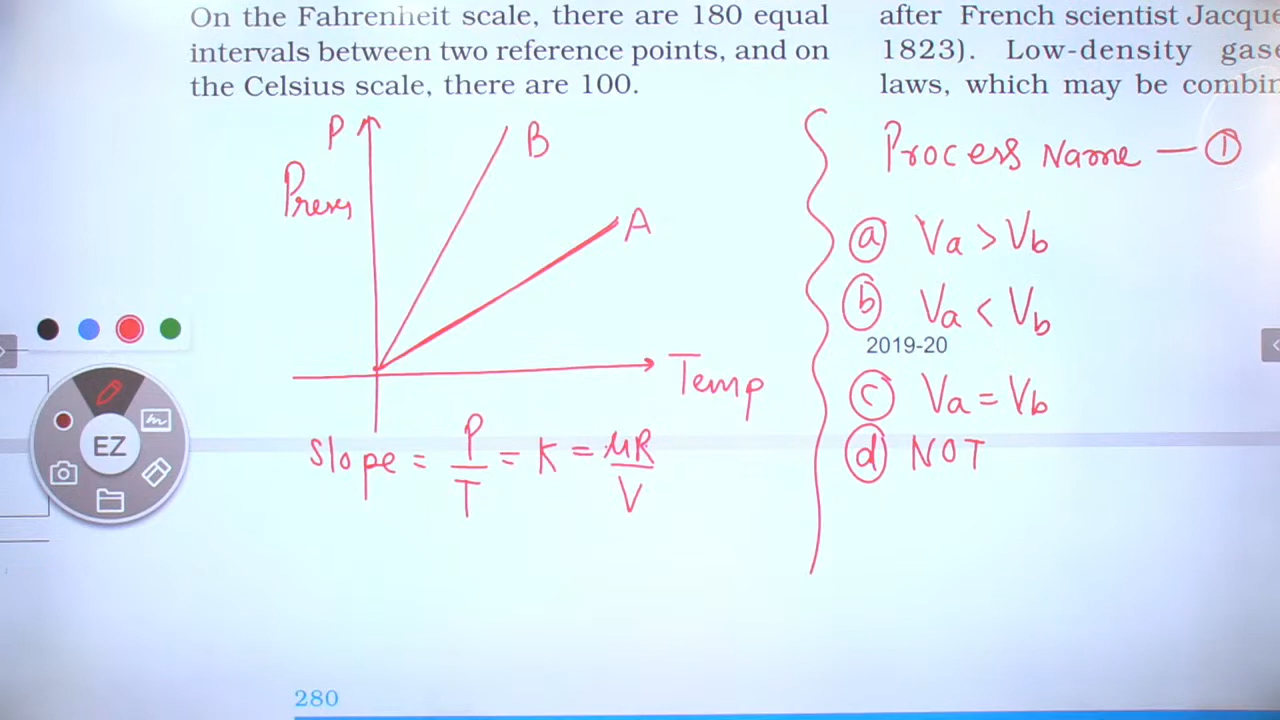 On the Fahrenheit scale, there are 180 equal
intervals between two reference points, and on
the Celsius scale, there are 100.
after French scientist Jacque
1823). Low-density gase
laws, which may be combin
P
B
A
Temp
Slope = P/T = K = μR/V
Process Name — ①
ⓐ Va > Vb
ⓑ Va < Vb
2019-20
ⓒ Va = Vb
ⓓ NOT
EZ
280